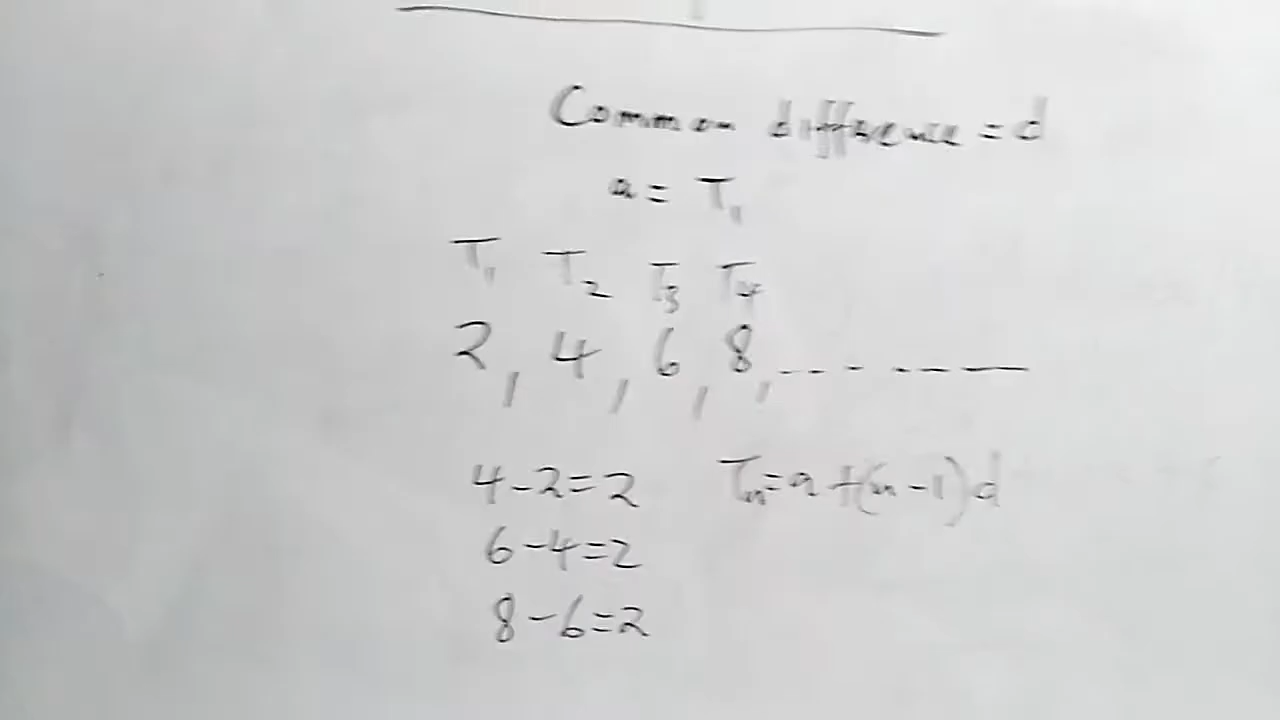 Common difference = d
a = T₁
T₁ T₂ T₃ T₄
2, 4, 6, 8, ------
4-2=2 Tₙ=a+(n-1)d
6-4=2
8-6=2